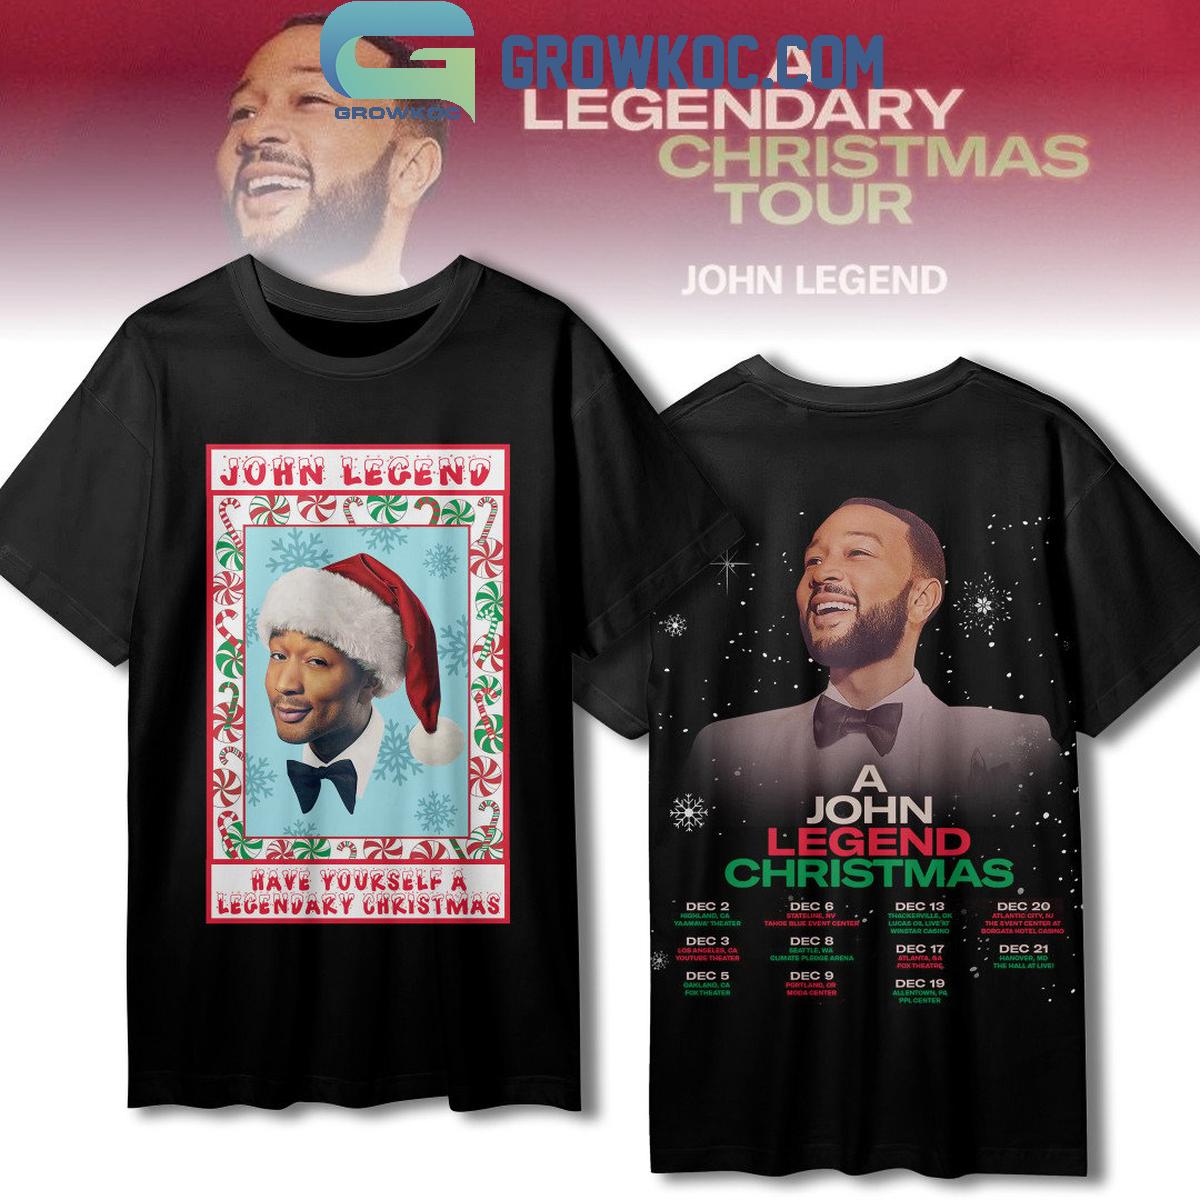 GROWKOC
GROWKOC.COM
A
LEGENDARY
CHRISTMAS
TOUR
JOHN LEGEND
JOHN LEGEND
HAVE YOURSELF A
LEGENDARY CHRISTMAS
A
JOHN
LEGEND
CHRISTMAS
DEC 2
HIGHLAND, CA
YAAMAVA' THEATER
DEC 3
LOS ANGELES, CA
YOUTUBE THEATER
DEC 5
OAKLAND, CA
FOX THEATER
DEC 6
STATELINE, NV
TAHOE BLUE EVENT CENTER
DEC 8
SEATTLE, WA
CLIMATE PLEDGE ARENA
DEC 9
PORTLAND, OR
MODA CENTER
DEC 13
THACKERVILLE, OK
LUCAS OIL LIVE AT
WINSTAR CASINO
DEC 17
ATLANTA, GA
FOX THEATRE
DEC 19
ALLENTOWN, PA
PPL CENTER
DEC 20
ATLANTIC CITY, NJ
THE EVENT CENTER AT
BORGATA HOTEL CASINO
DEC 21
HANOVER, MD
THE HALL AT LIVE!